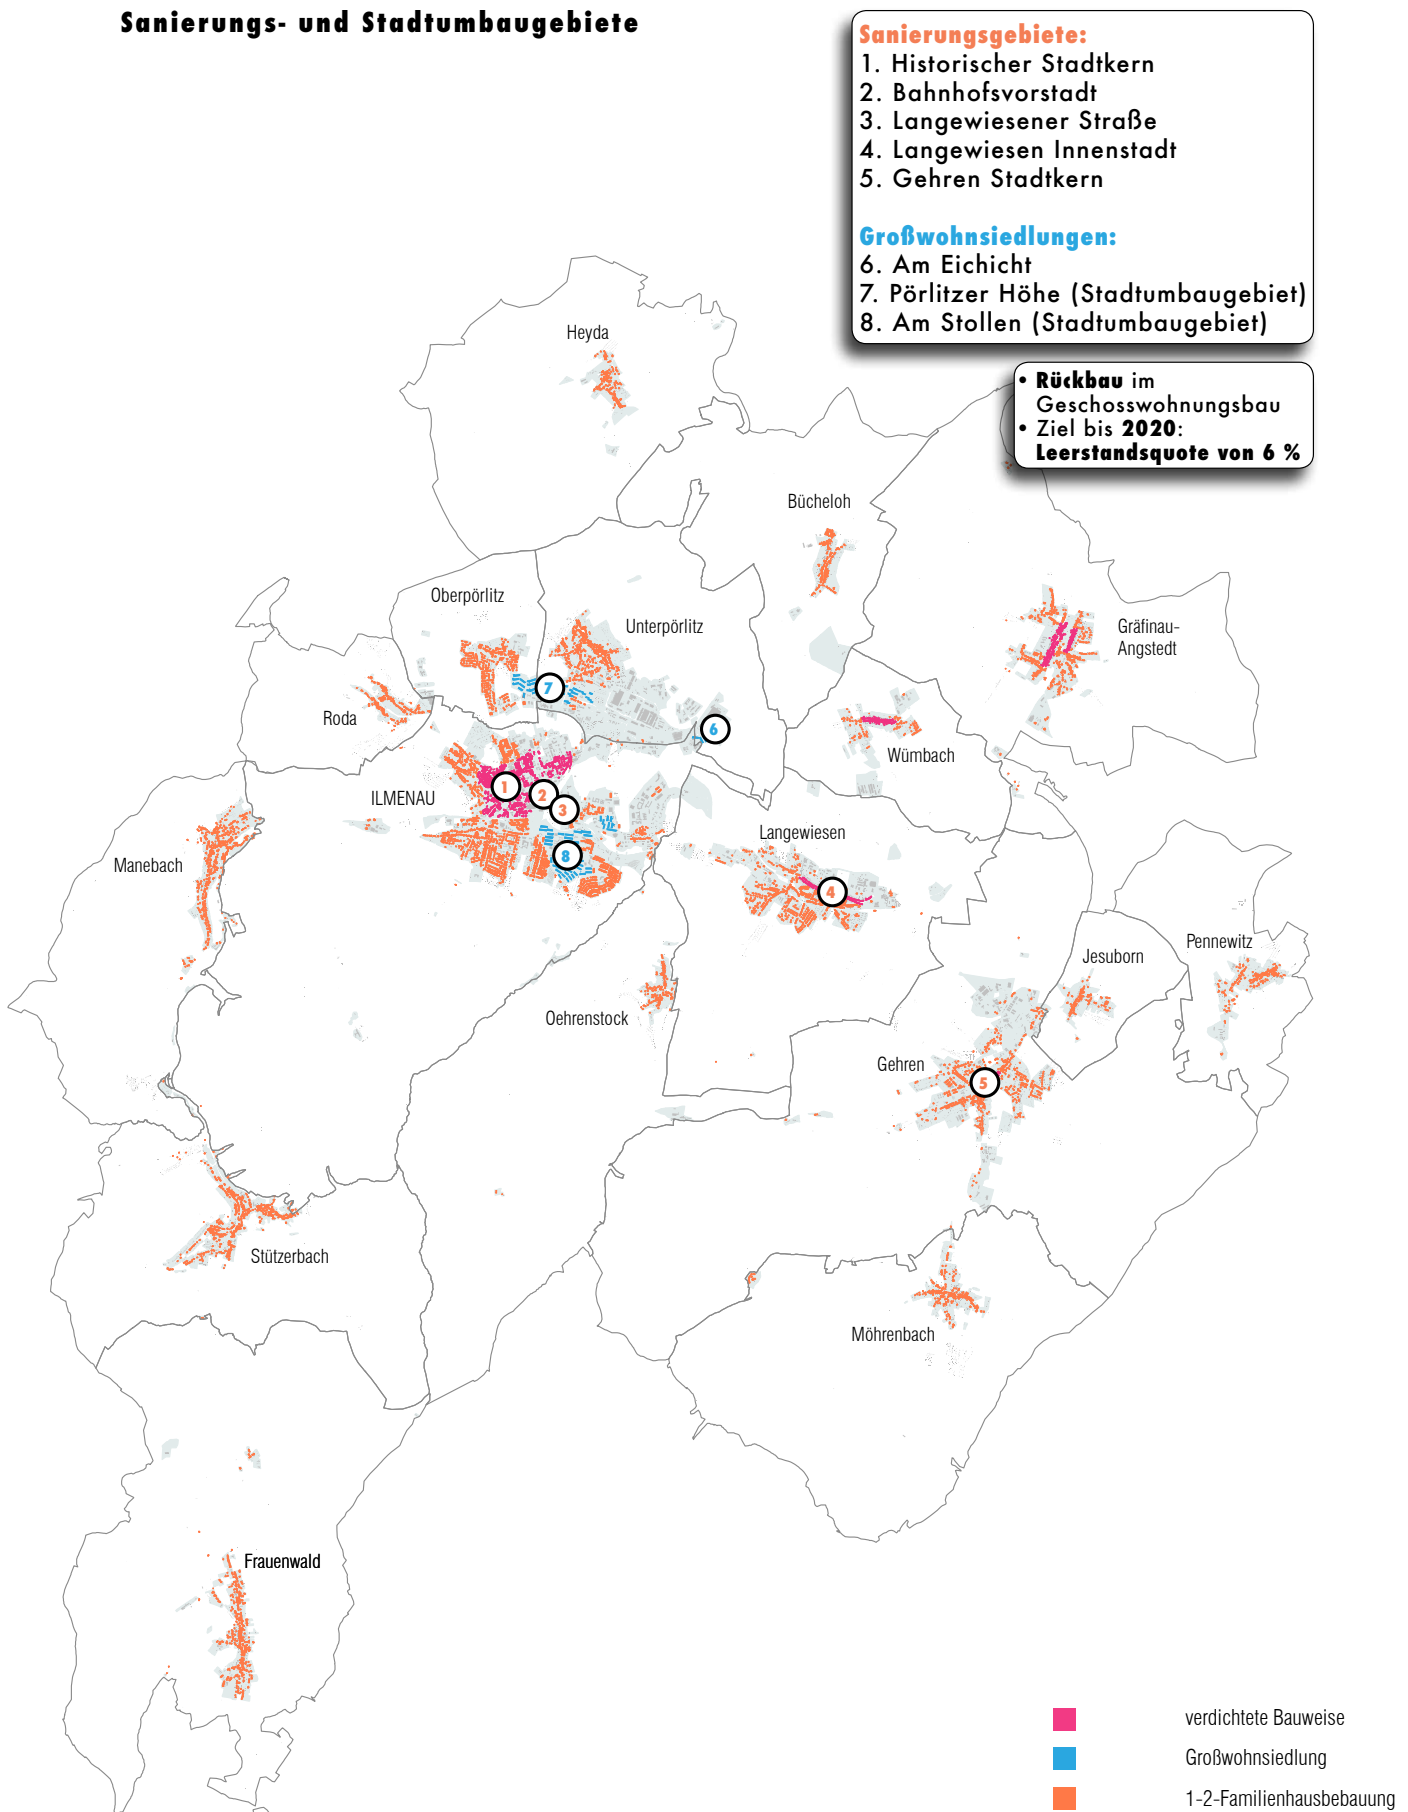 Sanierungs- und Stadtumbaugebiete
Sanierungsgebiete:
1. Historischer Stadtkern
2. Bahnhofsvorstadt
3. Langewiesener Straße
4. Langewiesen Innenstadt
5. Gehren Stadtkern
Großwohnsiedlungen:
6. Am Eichicht
7. Pörlitzer Höhe (Stadtumbaugebiet)
8. Am Stollen (Stadtumbaugebiet)
• Rückbau im
Geschosswohnungsbau
• Ziel bis 2020:
Leerstandsquote von 6 %
Heyda
Bücheloh
Oberpörlitz
Unterpörlitz
Gräfinau-
Angstedt
7
Roda
6
Wümbach
1
2
3
ILMENAU
Langewiesen
8
Manebach
4
Jesuborn
Pennewitz
Oehrenstock
Gehren
5
Stützerbach
Möhrenbach
Frauenwald
verdichtete Bauweise
Großwohnsiedlung
1-2-Familienhausbebauung